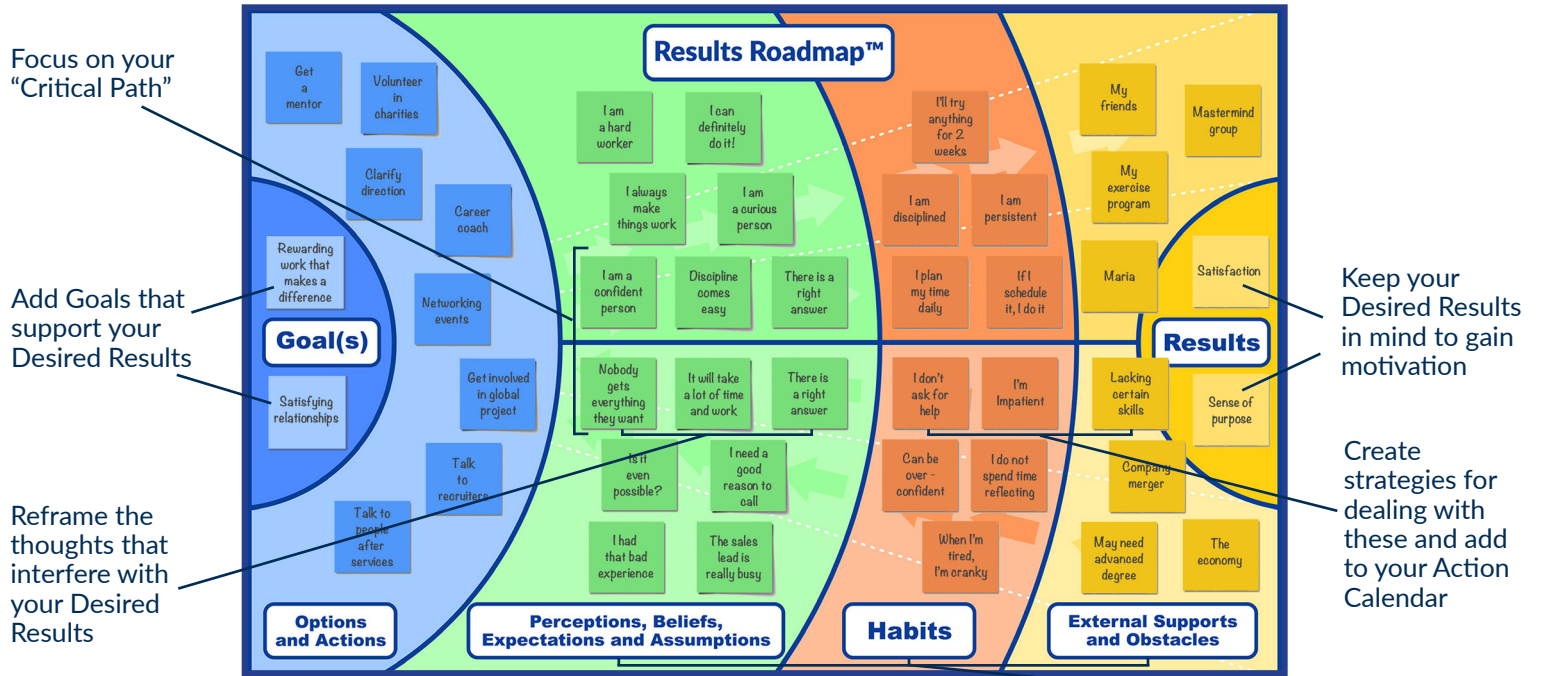 Focus on your
“Critical Path”
Add Goals that
support your
Desired Results
Reframe the
thoughts that
interfere with
your Desired
Results
Results Roadmap™
Get
a
mentor
Volunteer
in
charities
Clarify
direction
Career
coach
Rewarding
work that
makes a
difference
Networking
events
Goal(s)
Satisfying
relationships
Get involved
in global
project
Talk
to
recruiters
Talk to
people
after
services
Options
and Actions
I am
a hard
worker
I can
definitely
do it!
I always
make
things work
I am
a curious
person
I am a
confident
person
Discipline
comes
easy
There is a
right
answer
Nobody
gets
everything
they want
It will take
a lot of time
and work
There is
a right
answer
Is it
even
possible?
I need a
good
reason to
call
I had
that bad
experience
The sales
lead is
really busy
Perceptions, Beliefs,
Expectations and Assumptions
I'll try
anything
for 2
weeks
I am
disciplined
I am
persistent
I plan
my time
daily
If I
schedule
it, I do it
I don't
ask for
help
I'm
Impatient
Can be
over -
confident
I do not
spend time
reflecting
When I'm
tired,
I'm cranky
Habits
My
friends
Mastermind
group
My
exercise
program
Maria
Satisfaction
Results
Lacking
certain
skills
Sense of
purpose
Company
merger
May need
advanced
degree
The
economy
External Supports
and Obstacles
Keep your
Desired Results
in mind to gain
motivation
Create
strategies for
dealing with
these and add
to your Action
Calendar